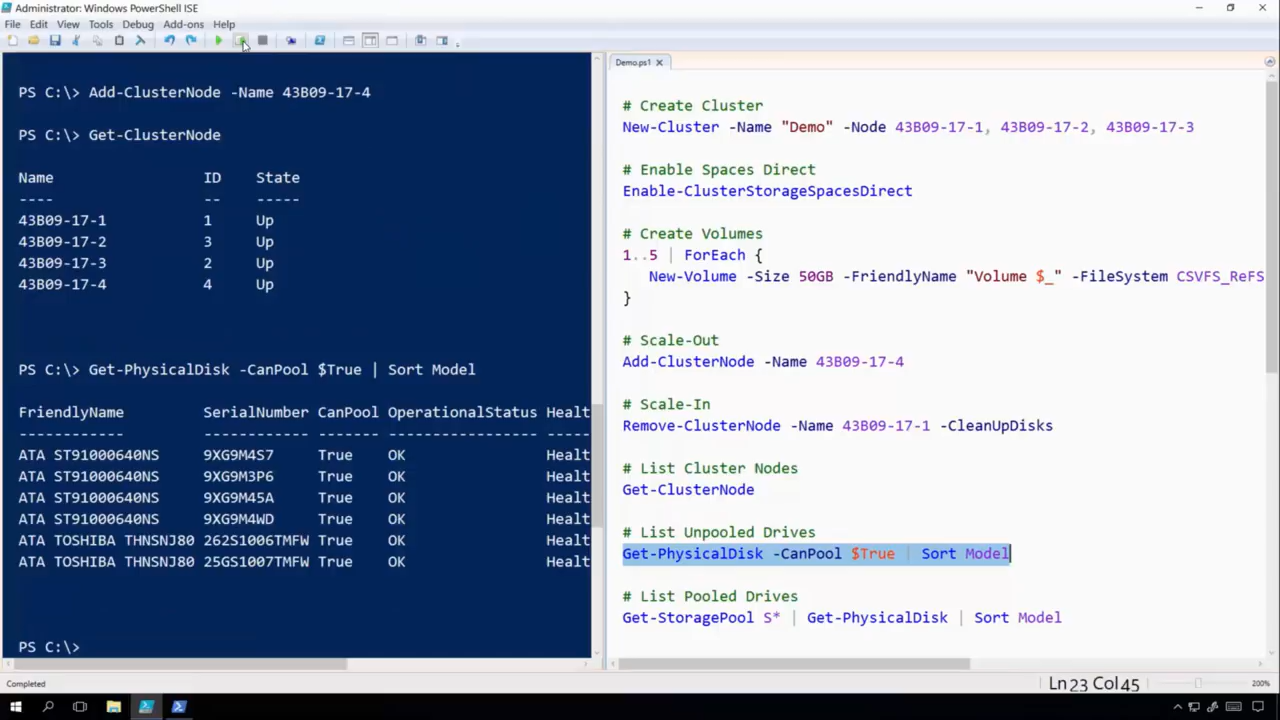 Administrator: Windows PowerShell ISE
File Edit View Tools Debug Add-ons Help
PS C:\> Add-ClusterNode -Name 43B09-17-4
PS C:\> Get-ClusterNode
Name ID State
---- -- -----
43B09-17-1 1 Up
43B09-17-2 3 Up
43B09-17-3 2 Up
43B09-17-4 4 Up
PS C:\> Get-PhysicalDisk -CanPool $True | Sort Model
FriendlyName SerialNumber CanPool OperationalStatus Healt
------------ ------------ ------- ----------------- -----
ATA ST91000640NS 9XG9M4S7 True OK Healt
ATA ST91000640NS 9XG9M3P6 True OK Healt
ATA ST91000640NS 9XG9M45A True OK Healt
ATA ST91000640NS 9XG9M4WD True OK Healt
ATA TOSHIBA THNSNJ80 262S1006TMFW True OK Healt
ATA TOSHIBA THNSNJ80 25GS1007TMFW True OK Healt
PS C:\>
Demo.ps1
# Create Cluster
New-Cluster -Name "Demo" -Node 43B09-17-1, 43B09-17-2, 43B09-17-3
# Enable Spaces Direct
Enable-ClusterStorageSpacesDirect
# Create Volumes
1..5 | ForEach {
New-Volume -Size 50GB -FriendlyName "Volume $_" -FileSystem CSVFS_ReFS
}
# Scale-Out
Add-ClusterNode -Name 43B09-17-4
# Scale-In
Remove-ClusterNode -Name 43B09-17-1 -CleanUpDisks
# List Cluster Nodes
Get-ClusterNode
# List Unpooled Drives
Get-PhysicalDisk -CanPool $True | Sort Model
# List Pooled Drives
Get-StoragePool S* | Get-PhysicalDisk | Sort Model
Completed
Ln 23 Col 45
200%